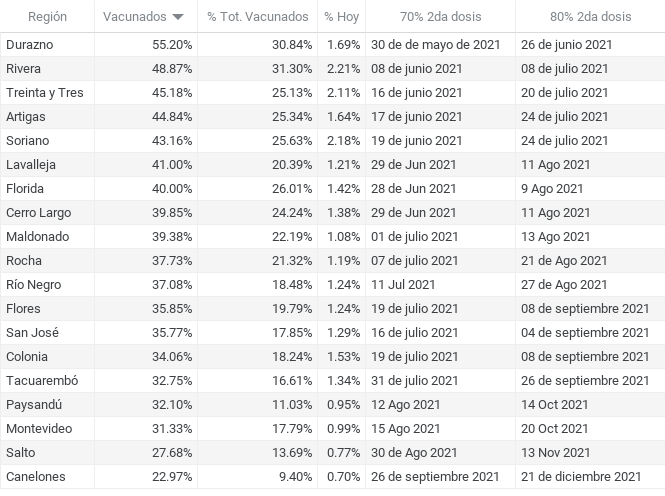 Región Vacunados % Tot. Vacunados % Hoy 70% 2da dosis 80% 2da dosis
Durazno 55.20% 30.84% 1.69% 30 de de mayo de 2021 26 de junio 2021
Rivera 48.87% 31.30% 2.21% 08 de junio 2021 08 de julio 2021
Treinta y Tres 45.18% 25.13% 2.11% 16 de junio 2021 20 de julio 2021
Artigas 44.84% 25.34% 1.64% 17 de junio 2021 24 de julio 2021
Soriano 43.16% 25.63% 2.18% 19 de junio 2021 24 de julio 2021
Lavalleja 41.00% 20.39% 1.21% 29 de Jun 2021 11 Ago 2021
Florida 40.00% 26.01% 1.42% 28 de Jun 2021 9 Ago 2021
Cerro Largo 39.85% 24.24% 1.38% 29 de Jun 2021 11 Ago 2021
Maldonado 39.38% 22.19% 1.08% 01 de julio 2021 13 Ago 2021
Rocha 37.73% 21.32% 1.19% 07 de julio 2021 21 de Ago 2021
Río Negro 37.08% 18.48% 1.24% 11 Jul 2021 27 de Ago 2021
Flores 35.85% 19.79% 1.24% 19 de julio 2021 08 de septiembre 2021
San José 35.77% 17.85% 1.29% 16 de julio 2021 04 de septiembre 2021
Colonia 34.06% 18.24% 1.53% 19 de julio 2021 08 de septiembre 2021
Tacuarembó 32.75% 16.61% 1.34% 31 de julio 2021 26 de septiembre 2021
Paysandú 32.10% 11.03% 0.95% 12 Ago 2021 14 Oct 2021
Montevideo 31.33% 17.79% 0.99% 15 Ago 2021 20 Oct 2021
Salto 27.68% 13.69% 0.77% 30 de Ago 2021 13 Nov 2021
Canelones 22.97% 9.40% 0.70% 26 de septiembre 2021 21 de diciembre 2021